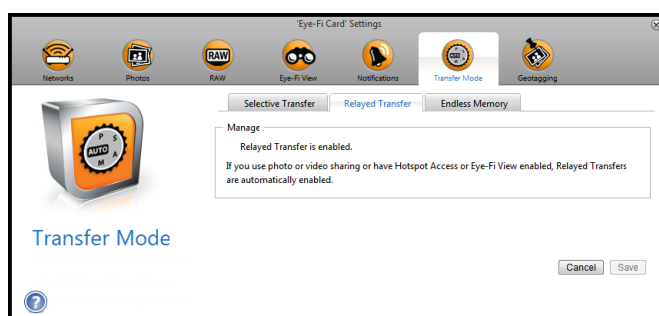 'Eye-Fi Card' Settings
RAW
Networks Photos RAW Eye-Fi View Notifications Transfer Mode Geotagging
Selective Transfer Relayed Transfer Endless Memory
Manage
Relayed Transfer is enabled.
If you use photo or video sharing or have Hotspot Access or Eye-Fi View enabled, Relayed Transfers
are automatically enabled.
P S
AUTO A
M
Transfer Mode
Cancel Save
?